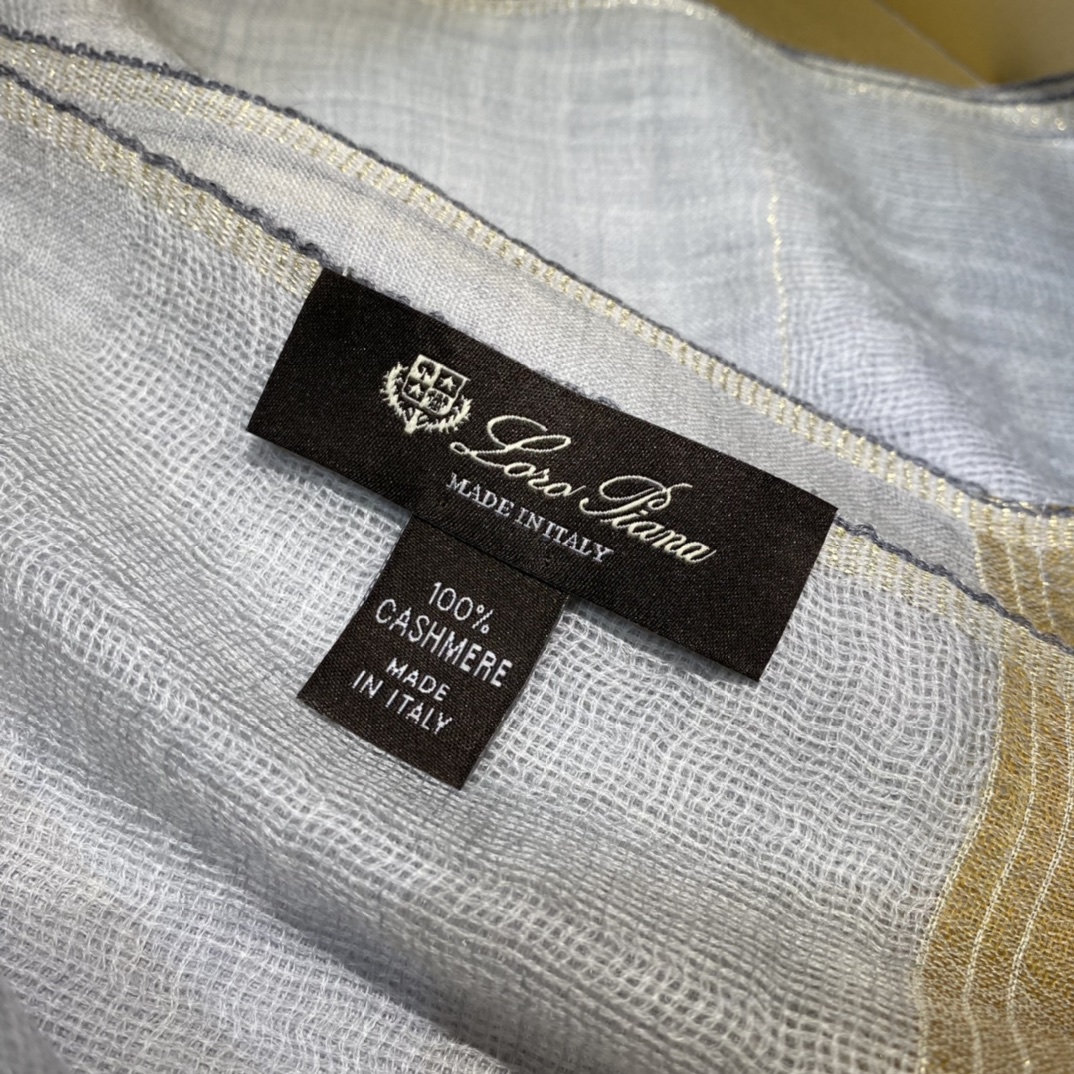 Loro Piana
MADE IN ITALY
100%
CASHMERE
MADE
IN ITALY